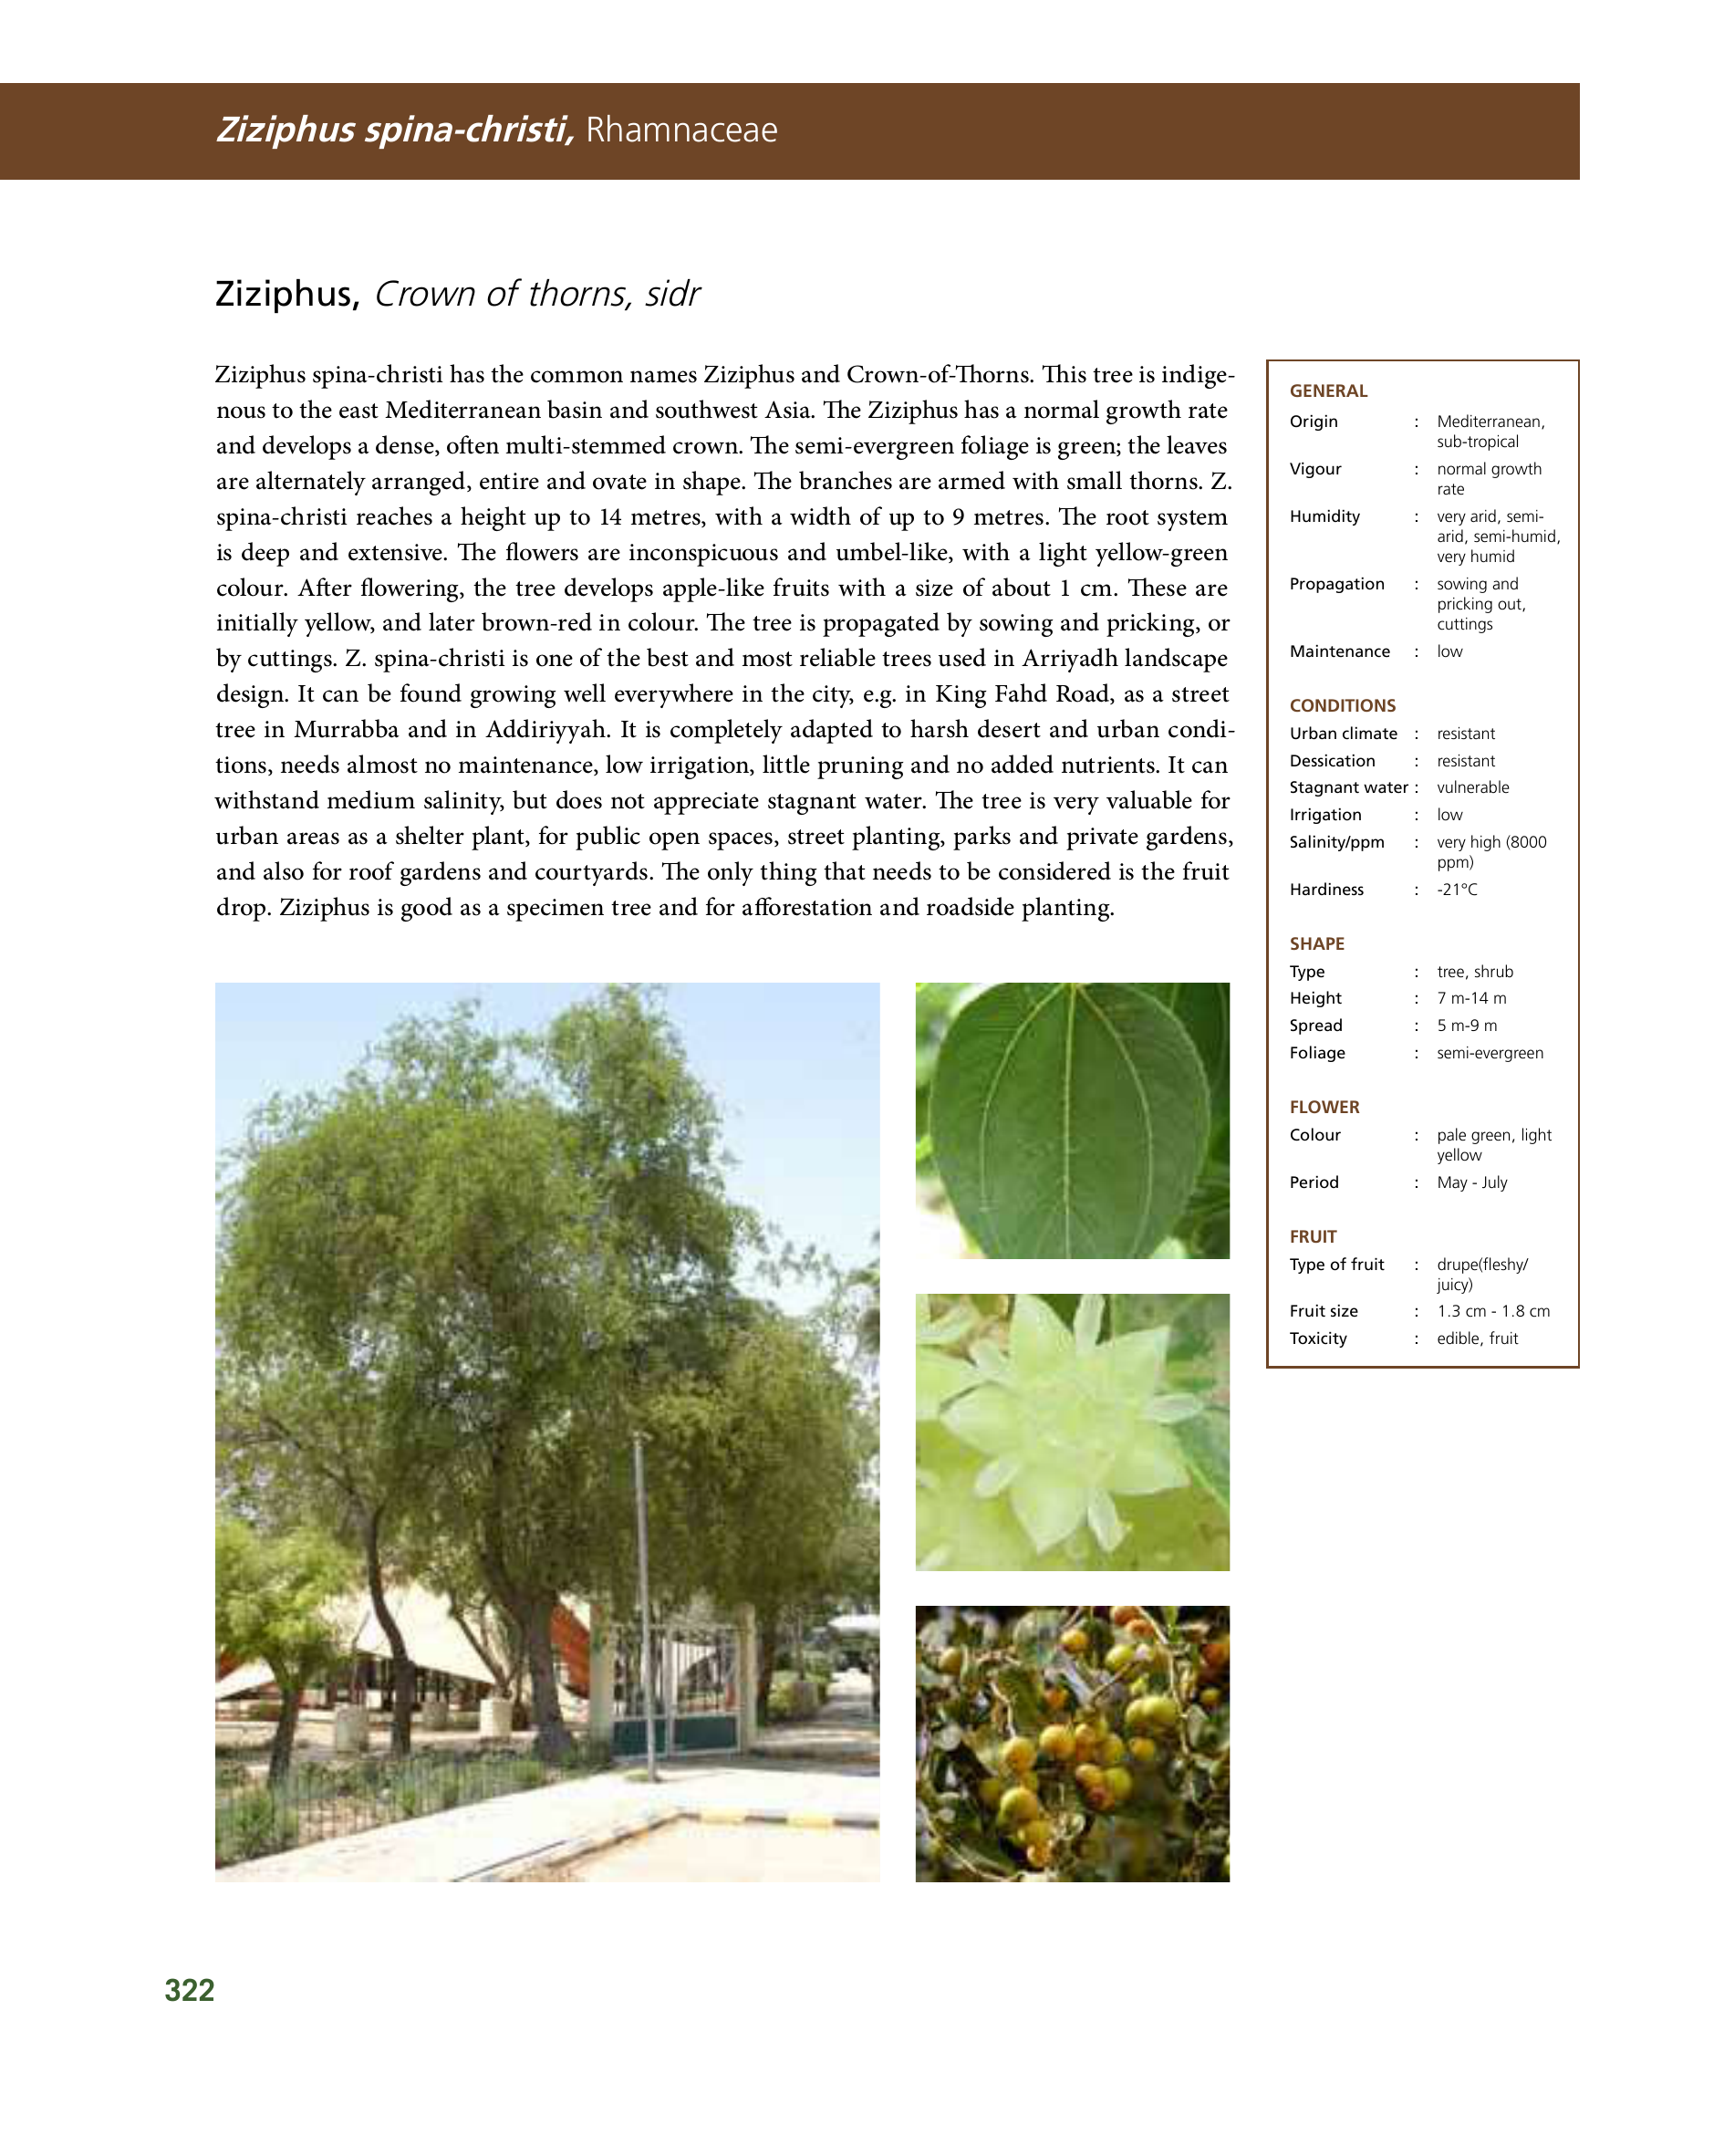 Ziziphus spina-christi, Rhamnaceae
Ziziphus, Crown of thorns, sidr
Ziziphus spina-christi has the common names Ziziphus and Crown-of-Thorns. This tree is indige-
nous to the east Mediterranean basin and southwest Asia. The Ziziphus has a normal growth rate
and develops a dense, often multi-stemmed crown. The semi-evergreen foliage is green; the leaves
are alternately arranged, entire and ovate in shape. The branches are armed with small thorns. Z.
spina-christi reaches a height up to 14 metres, with a width of up to 9 metres. The root system
is deep and extensive. The flowers are inconspicuous and umbel-like, with a light yellow-green
colour. After flowering, the tree develops apple-like fruits with a size of about 1 cm. These are
initially yellow, and later brown-red in colour. The tree is propagated by sowing and pricking, or
by cuttings. Z. spina-christi is one of the best and most reliable trees used in Arriyadh landscape
design. It can be found growing well everywhere in the city, e.g. in King Fahd Road, as a street
tree in Murrabba and in Addiriyyah. It is completely adapted to harsh desert and urban condi-
tions, needs almost no maintenance, low irrigation, little pruning and no added nutrients. It can
withstand medium salinity, but does not appreciate stagnant water. The tree is very valuable for
urban areas as a shelter plant, for public open spaces, street planting, parks and private gardens,
and also for roof gardens and courtyards. The only thing that needs to be considered is the fruit
drop. Ziziphus is good as a specimen tree and for afforestation and roadside planting.
GENERAL
Origin : Mediterranean,
sub-tropical
Vigour : normal growth
rate
Humidity : very arid, semi-
arid, semi-humid,
very humid
Propagation : sowing and
pricking out,
cuttings
Maintenance : low
CONDITIONS
Urban climate : resistant
Dessication : resistant
Stagnant water : vulnerable
Irrigation : low
Salinity/ppm : very high (8000
ppm)
Hardiness : -21°C
SHAPE
Type : tree, shrub
Height : 7 m-14 m
Spread : 5 m-9 m
Foliage : semi-evergreen
FLOWER
Colour : pale green, light
yellow
Period : May - July
FRUIT
Type of fruit : drupe(fleshy/
juicy)
Fruit size : 1.3 cm - 1.8 cm
Toxicity : edible, fruit
322